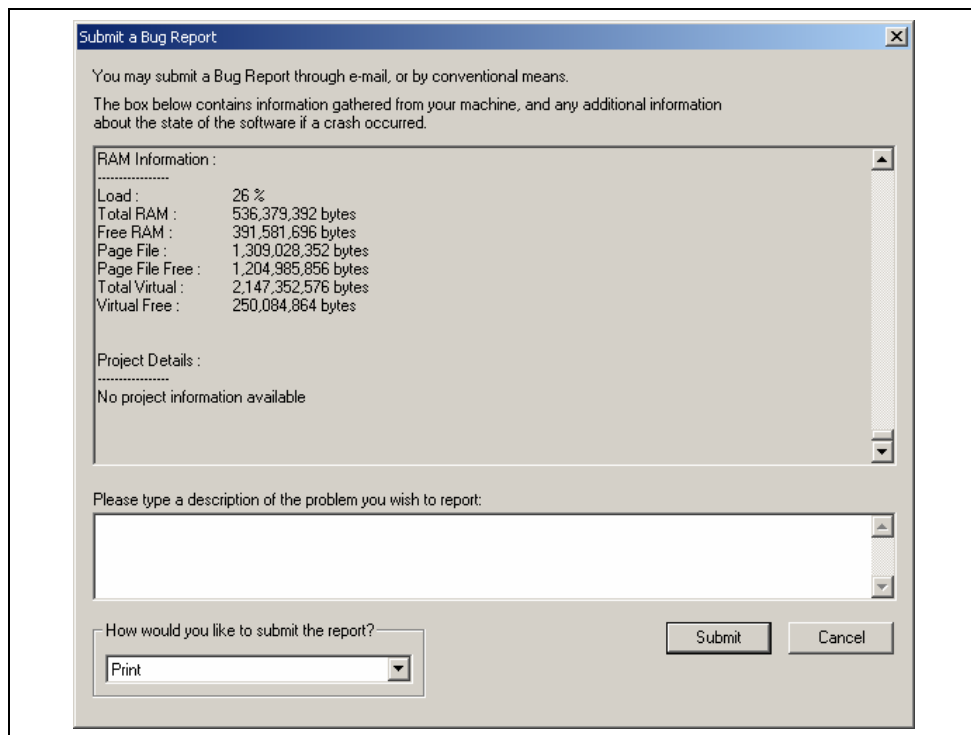 Submit a Bug Report
You may submit a Bug Report through e-mail, or by conventional means.
The box below contains information gathered from your machine, and any additional information
about the state of the software if a crash occurred.
RAM Information :
-----------------
Load : 26 %
Total RAM : 536,379,392 bytes
Free RAM : 391,581,696 bytes
Page File : 1,309,028,352 bytes
Page File Free : 1,204,985,856 bytes
Total Virtual : 2,147,352,576 bytes
Virtual Free : 250,084,864 bytes
Project Details :
-----------------
No project information available
Please type a description of the problem you wish to report:
How would you like to submit the report?
Print
Submit
Cancel